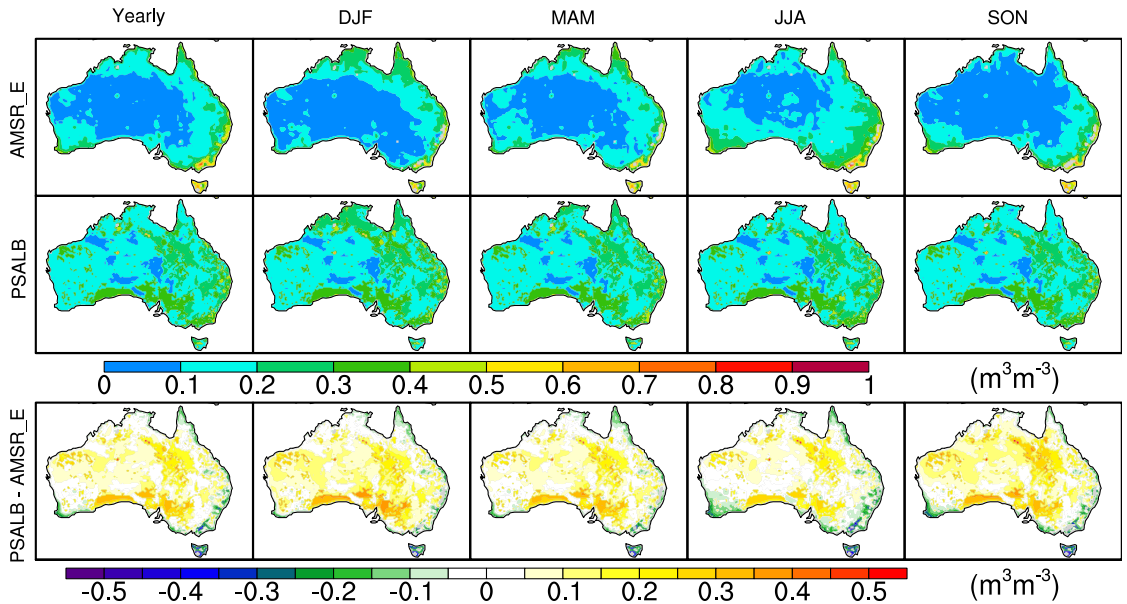 Yearly DJF MAM JJA SON
AMSR_E
PSALB
0 0.1 0.2 0.3 0.4 0.5 0.6 0.7 0.8 0.9 1 (m³m⁻³)
PSALB - AMSR_E
-0.5 -0.4 -0.3 -0.2 -0.1 0 0.1 0.2 0.3 0.4 0.5 (m³m⁻³)